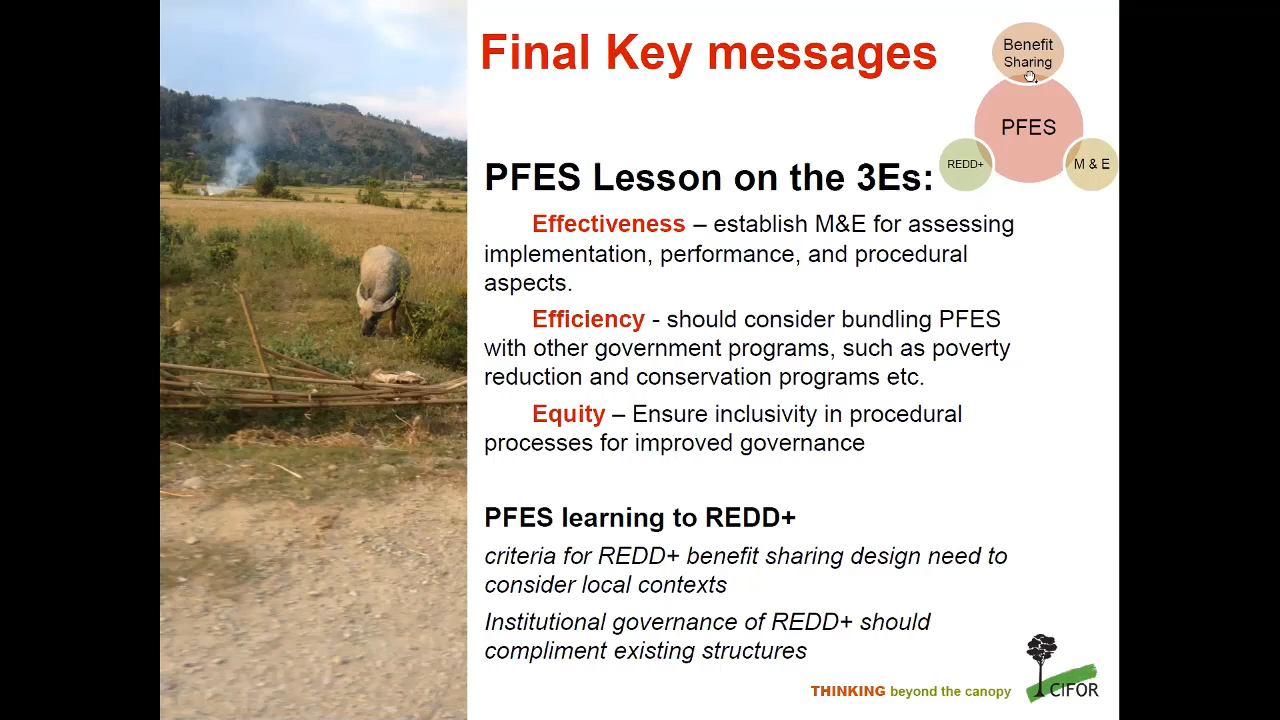 Final Key messages
Benefit
Sharing
PFES
REDD+
M & E
PFES Lesson on the 3Es:
Effectiveness – establish M&E for assessing
implementation, performance, and procedural
aspects.
Efficiency - should consider bundling PFES
with other government programs, such as poverty
reduction and conservation programs etc.
Equity – Ensure inclusivity in procedural
processes for improved governance
PFES learning to REDD+
criteria for REDD+ benefit sharing design need to
consider local contexts
Institutional governance of REDD+ should
compliment existing structures
THINKING beyond the canopy
CIFOR